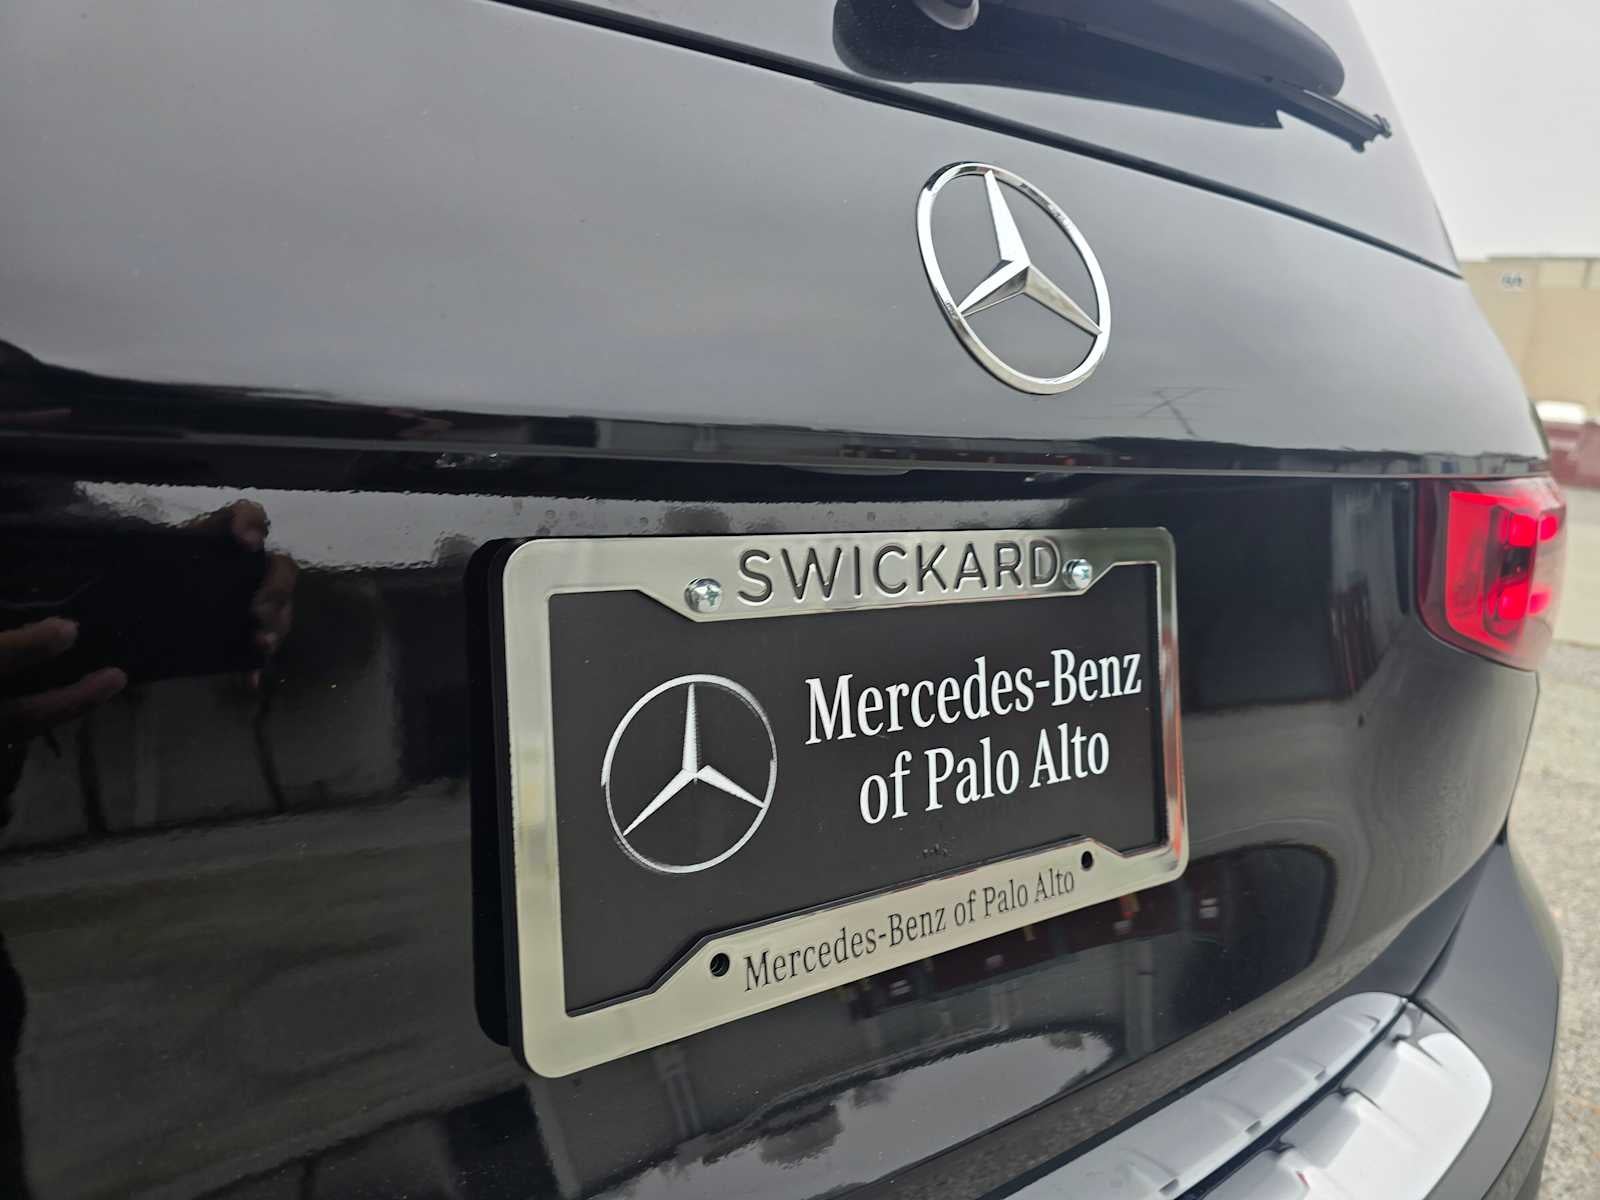 SWICKARD
Mercedes-Benz
of Palo Alto
Mercedes-Benz of Palo Alto